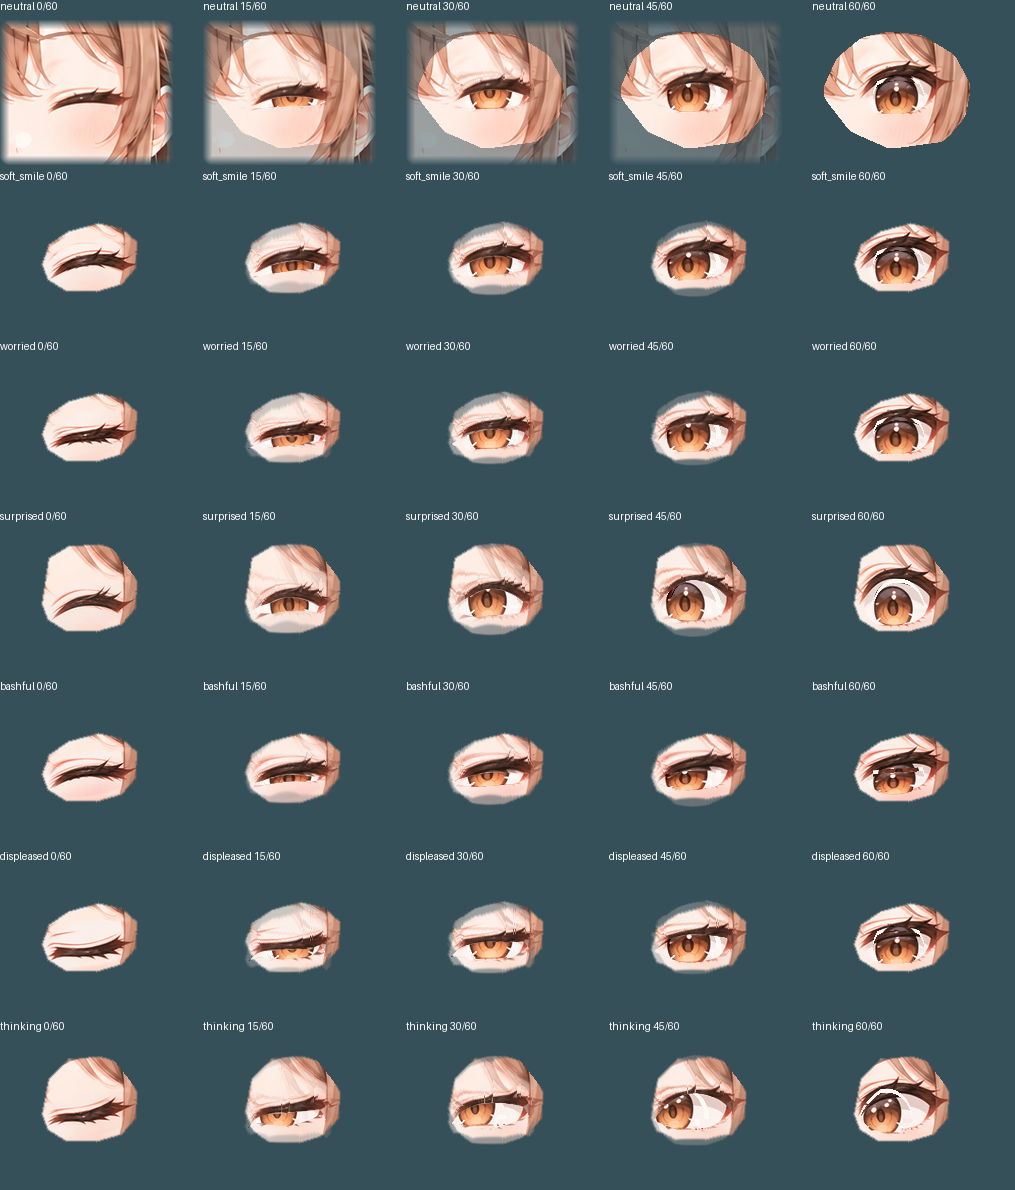 neutral 0/60 neutral 15/60 neutral 30/60 neutral 45/60 neutral 60/60
soft_smile 0/60 soft_smile 15/60 soft_smile 30/60 soft_smile 45/60 soft_smile 60/60
worried 0/60 worried 15/60 worried 30/60 worried 45/60 worried 60/60
surprised 0/60 surprised 15/60 surprised 30/60 surprised 45/60 surprised 60/60
bashful 0/60 bashful 15/60 bashful 30/60 bashful 45/60 bashful 60/60
displeased 0/60 displeased 15/60 displeased 30/60 displeased 45/60 displeased 60/60
thinking 0/60 thinking 15/60 thinking 30/60 thinking 45/60 thinking 60/60